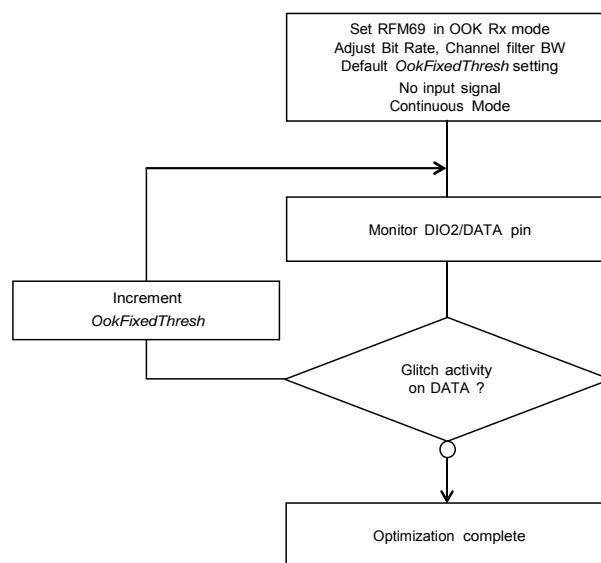 Set RFM69 in OOK Rx mode
Adjust Bit Rate, Channel filter BW
Default OokFixedThresh setting
No input signal
Continuous Mode
Monitor DIO2/DATA pin
Increment
OokFixedThresh
Glitch activity
on DATA ?
Optimization complete